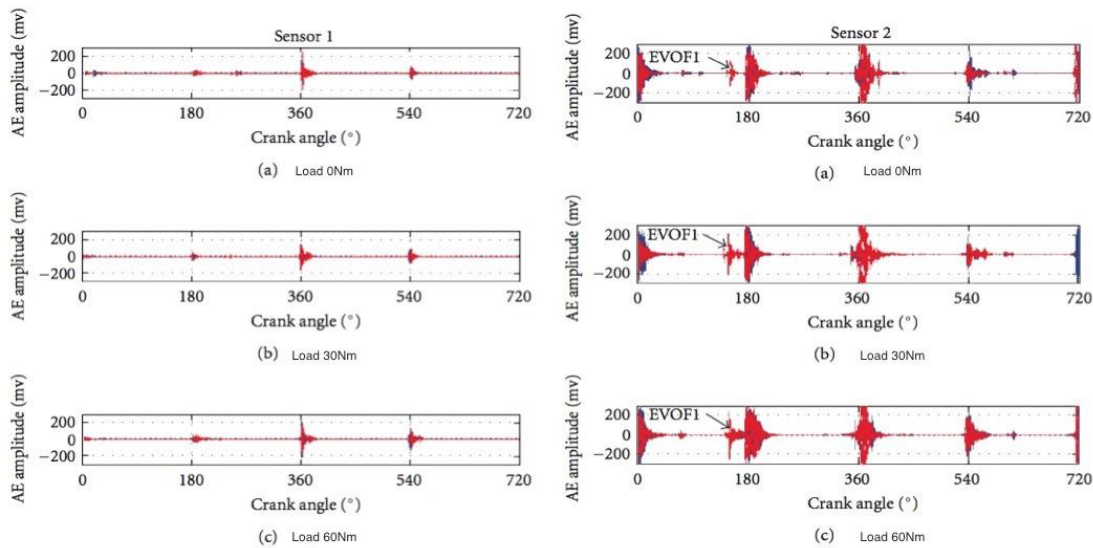 Sensor 1
AE amplitude (mv)
200
0
−200
0 180 360 540 720
Crank angle (°)
(a) Load 0Nm
AE amplitude (mv)
200
0
−200
0 180 360 540 720
Crank angle (°)
(b) Load 30Nm
AE amplitude (mv)
200
0
−200
0 180 360 540 720
Crank angle (°)
(c) Load 60Nm
Sensor 2
AE amplitude (mv)
200
0
−200
EVOF1
0 180 360 540 720
Crank angle (°)
(a) Load 0Nm
AE amplitude (mv)
200
0
−200
EVOF1
0 180 360 540 720
Crank angle (°)
(b) Load 30Nm
AE amplitude (mv)
200
0
−200
EVOF1
0 180 360 540 720
Crank angle (°)
(c) Load 60Nm